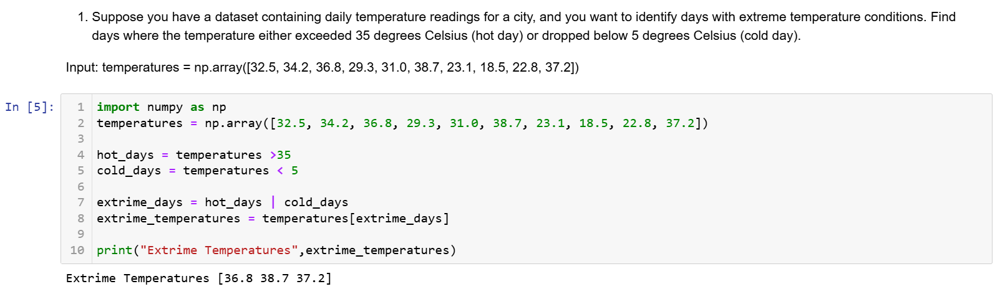 1. Suppose you have a dataset containing daily temperature readings for a city, and you want to identify days with extreme temperature conditions. Find
days where the temperature either exceeded 35 degrees Celsius (hot day) or dropped below 5 degrees Celsius (cold day).
Input: temperatures = np.array([32.5, 34.2, 36.8, 29.3, 31.0, 38.7, 23.1, 18.5, 22.8, 37.2])
In [5]:
1 import numpy as np
2 temperatures = np.array([32.5, 34.2, 36.8, 29.3, 31.0, 38.7, 23.1, 18.5, 22.8, 37.2])
3
4 hot_days = temperatures >35
5 cold_days = temperatures < 5
6
7 extrime_days = hot_days | cold_days
8 extrime_temperatures = temperatures[extrime_days]
9
10 print("Extrime Temperatures",extrime_temperatures)
Extrime Temperatures [36.8 38.7 37.2]